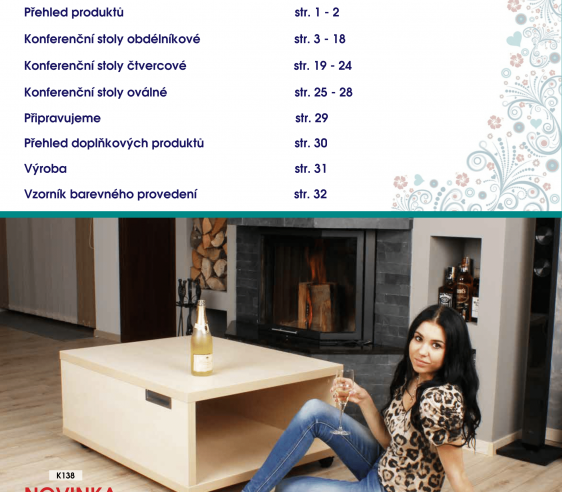 Přehled produktů str. 1 - 2
Konferenční stoly obdélníkové str. 3 - 18
Konferenční stoly čtvercové str. 19 - 24
Konferenční stoly oválné str. 25 - 28
Připravujeme str. 29
Přehled doplňkových produktů str. 30
Výroba str. 31
Vzorník barevného provedení str. 32
K138
NOVINKA